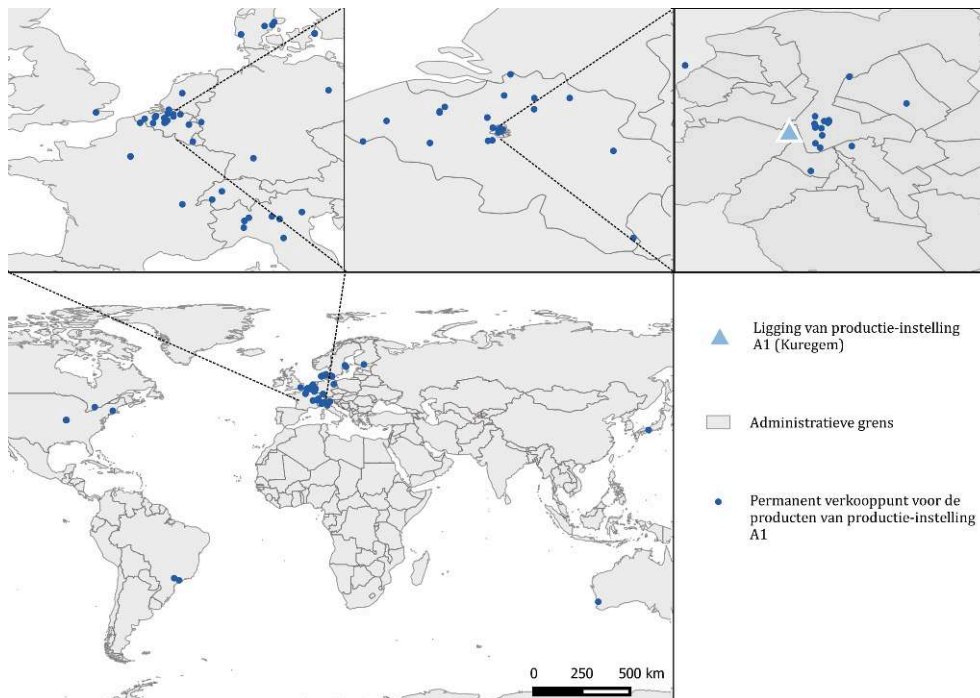 Ligging van productie-instelling
A1 (Kuregem)
Administratieve grens
Permanent verkooppunt voor de
producten van productie-instelling
A1
0 250 500 km